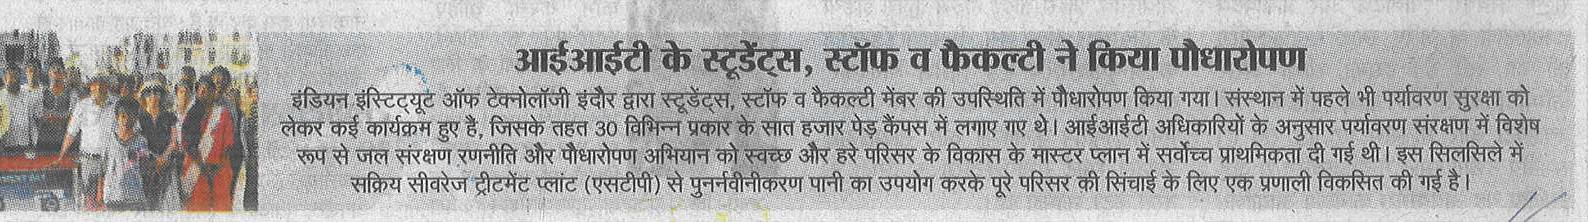 आईआईटी के स्टूडेंट्स, स्टॉफ व फैकल्टी ने किया पौधारोपण
इंडियन इंस्टिट्यूट ऑफ टेक्नोलॉजी इंदौर द्वारा स्टूडेंट्स, स्टॉफ व फैकल्टी मेंबर की उपस्थिति में पौधारोपण किया गया। संस्थान में पहले भी पर्यावरण सुरक्षा को
लेकर कई कार्यक्रम हुए है, जिसके तहत 30 विभिन्न प्रकार के सात हजार पेड़ कैंपस में लगाए गए थे। आईआईटी अधिकारियों के अनुसार पर्यावरण संरक्षण में विशेष
रूप से जल संरक्षण रणनीति और पौधारोपण अभियान को स्वच्छ और हरे परिसर के विकास के मास्टर प्लान में सर्वोच्च प्राथमिकता दी गई थी। इस सिलसिले में
सक्रिय सीवरेज ट्रीटमेंट प्लांट (एसटीपी) से पुनर्नवीनीकरण पानी का उपयोग करके पूरे परिसर की सिंचाई के लिए एक प्रणाली विकसित की गई है।